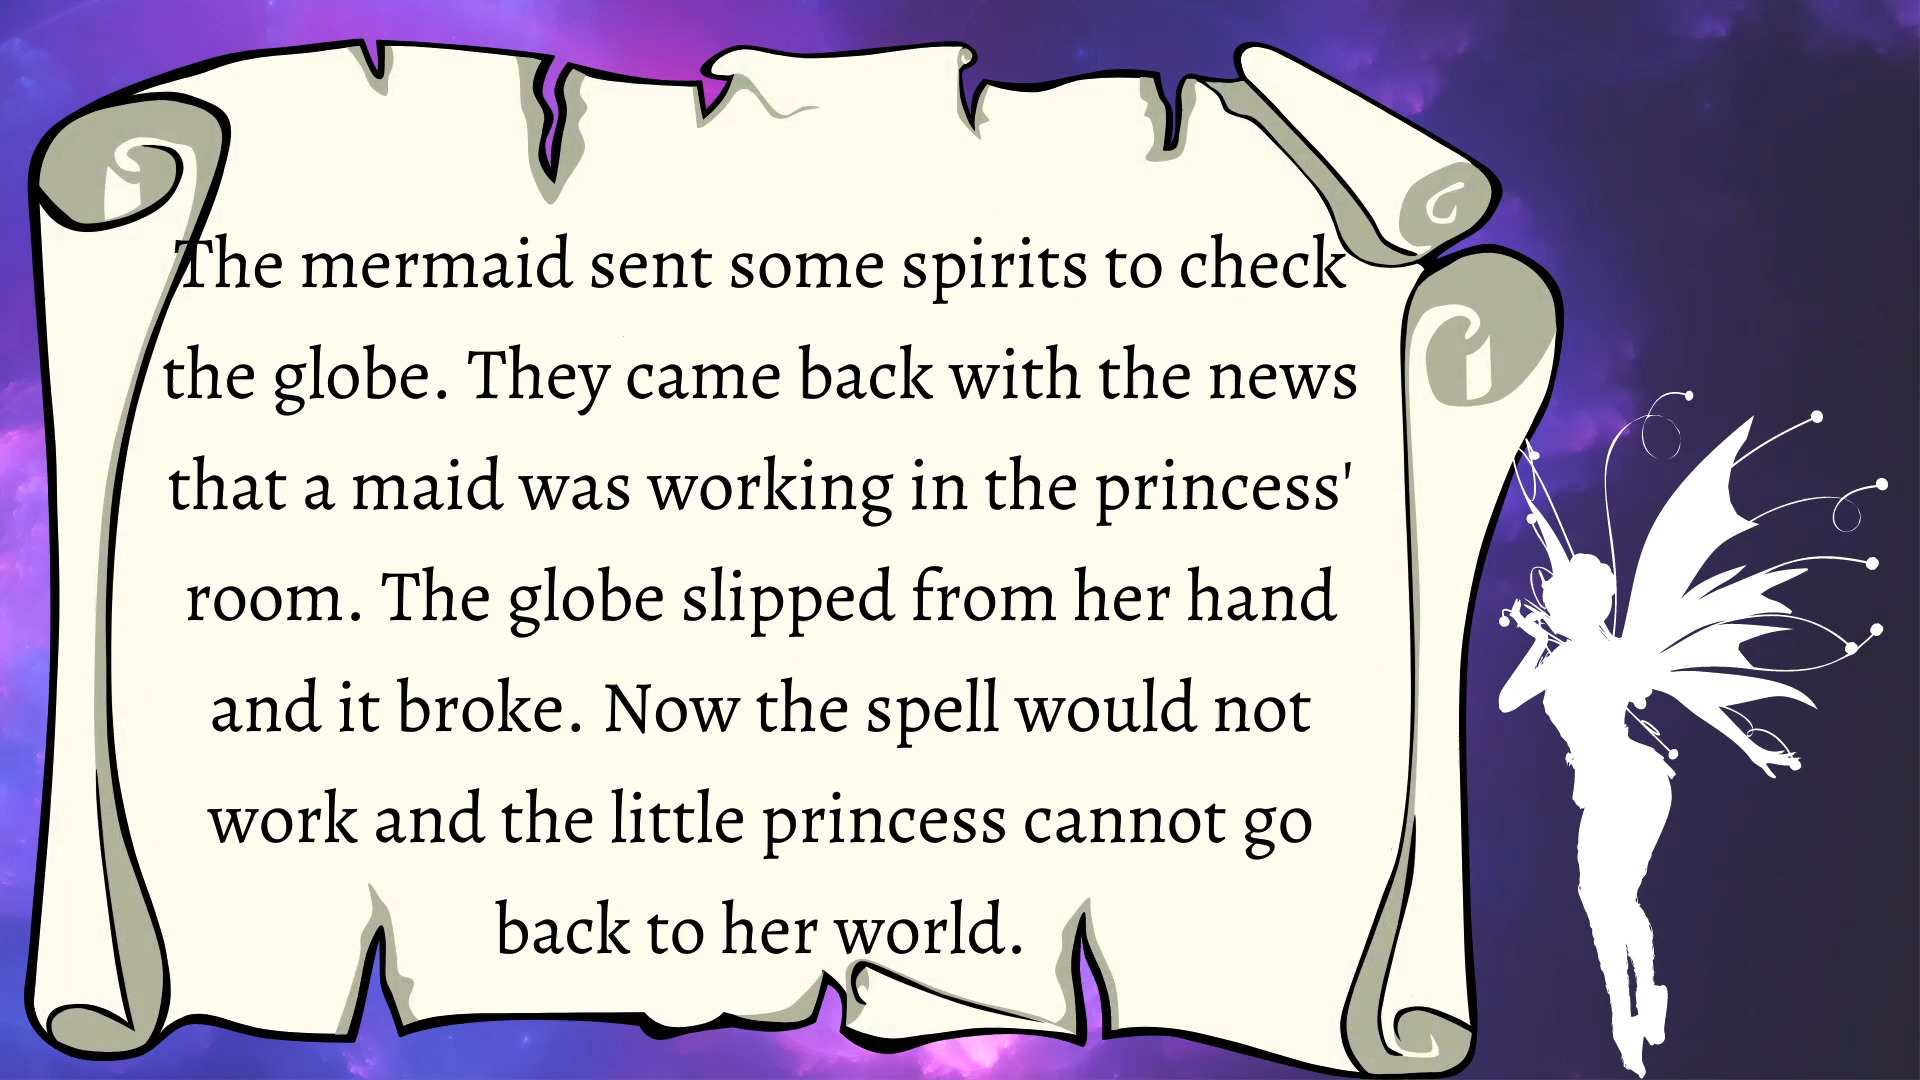 The mermaid sent some spirits to check
the globe. They came back with the news
that a maid was working in the princess'
room. The globe slipped from her hand
and it broke. Now the spell would not
work and the little princess cannot go
back to her world.